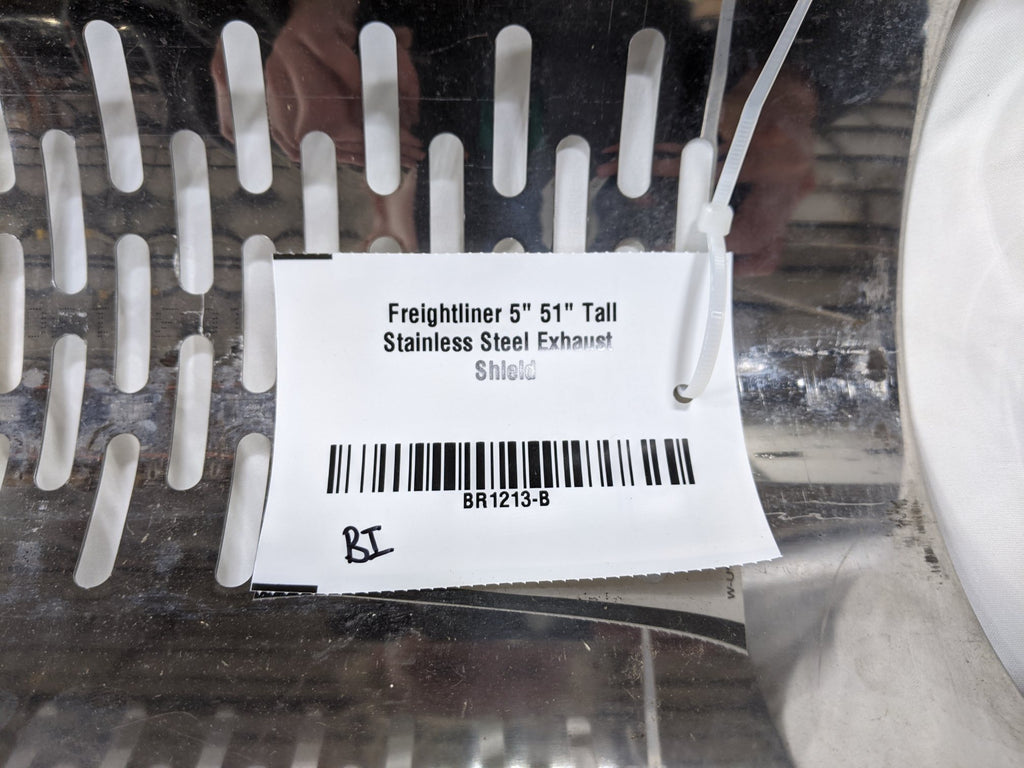 Freightliner 5" 51" Tall
Stainless Steel Exhaust
Shield
BR1213-B
BI